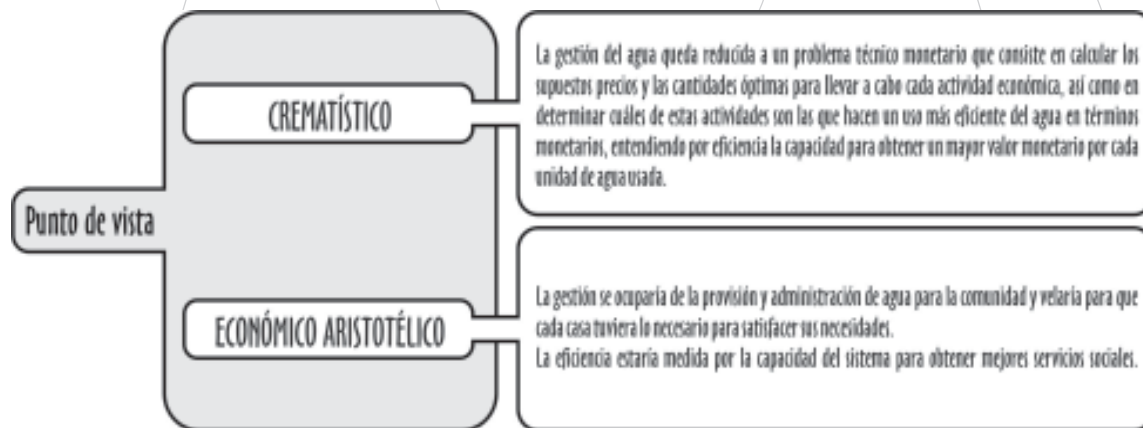 Punto de vista
CREMATÍSTICO
La gestión del agua queda reducida a un problema técnico monetario que consiste en calcular los
supuestos precios y las cantidades óptimas para llevar a cabo cada actividad económica, así como en
determinar cuáles de estas actividades son las que hacen un uso más eficiente del agua en términos
monetarios, entendiendo por eficiencia la capacidad para obtener un mayor valor monetario por cada
unidad de agua usada.
ECONÓMICO ARISTOTÉLICO
La gestión se ocuparía de la provisión y administración de agua para la comunidad y velaría para que
cada casa tuviera lo necesario para satisfacer sus necesidades.
La eficiencia estaría medida por la capacidad del sistema para obtener mejores servicios sociales.